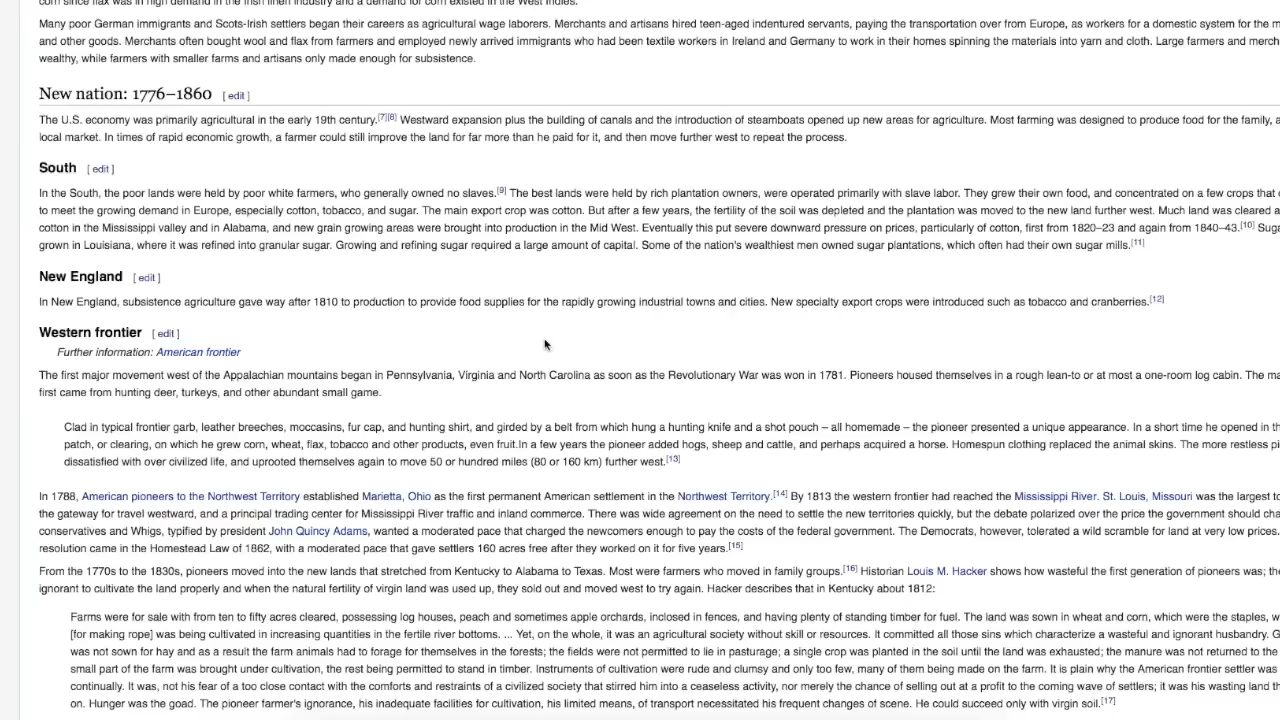 corn since flax was in high demand in the Irish linen industry and a demand for corn existed in the West Indies.
Many poor German immigrants and Scots-Irish settlers began their careers as agricultural wage laborers. Merchants and artisans hired teen-aged indentured servants, paying the transportation over from Europe, as workers for a domestic system for the m
and other goods. Merchants often bought wool and flax from farmers and employed newly arrived immigrants who had been textile workers in Ireland and Germany to work in their homes spinning the materials into yarn and cloth. Large farmers and merch
wealthy, while farmers with smaller farms and artisans only made enough for subsistence.
New nation: 1776–1860 [ edit ]
The U.S. economy was primarily agricultural in the early 19th century.[7][8] Westward expansion plus the building of canals and the introduction of steamboats opened up new areas for agriculture. Most farming was designed to produce food for the family, a
local market. In times of rapid economic growth, a farmer could still improve the land for far more than he paid for it, and then move further west to repeat the process.
South [ edit ]
In the South, the poor lands were held by poor white farmers, who generally owned no slaves.[9] The best lands were held by rich plantation owners, were operated primarily with slave labor. They grew their own food, and concentrated on a few crops that
to meet the growing demand in Europe, especially cotton, tobacco, and sugar. The main export crop was cotton. But after a few years, the fertility of the soil was depleted and the plantation was moved to the new land further west. Much land was cleared a
cotton in the Mississippi valley and in Alabama, and new grain growing areas were brought into production in the Mid West. Eventually this put severe downward pressure on prices, particularly of cotton, first from 1820–23 and again from 1840–43.[10] Suga
grown in Louisiana, where it was refined into granular sugar. Growing and refining sugar required a large amount of capital. Some of the nation's wealthiest men owned sugar plantations, which often had their own sugar mills.[11]
New England [ edit ]
In New England, subsistence agriculture gave way after 1810 to production to provide food supplies for the rapidly growing industrial towns and cities. New specialty export crops were introduced such as tobacco and cranberries.[12]
Western frontier [ edit ]
Further information: American frontier
The first major movement west of the Appalachian mountains began in Pennsylvania, Virginia and North Carolina as soon as the Revolutionary War was won in 1781. Pioneers housed themselves in a rough lean-to or at most a one-room log cabin. The ma
first came from hunting deer, turkeys, and other abundant small game.
Clad in typical frontier garb, leather breeches, moccasins, fur cap, and hunting shirt, and girded by a belt from which hung a hunting knife and a shot pouch – all homemade – the pioneer presented a unique appearance. In a short time he opened in th
patch, or clearing, on which he grew corn, wheat, flax, tobacco and other products, even fruit.In a few years the pioneer added hogs, sheep and cattle, and perhaps acquired a horse. Homespun clothing replaced the animal skins. The more restless pi
dissatisfied with over civilized life, and uprooted themselves again to move 50 or hundred miles (80 or 160 km) further west.[13]
In 1788, American pioneers to the Northwest Territory established Marietta, Ohio as the first permanent American settlement in the Northwest Territory.[14] By 1813 the western frontier had reached the Mississippi River. St. Louis, Missouri was the largest to
the gateway for travel westward, and a principal trading center for Mississippi River traffic and inland commerce. There was wide agreement on the need to settle the new territories quickly, but the debate polarized over the price the government should cha
conservatives and Whigs, typified by president John Quincy Adams, wanted a moderated pace that charged the newcomers enough to pay the costs of the federal government. The Democrats, however, tolerated a wild scramble for land at very low prices.
resolution came in the Homestead Law of 1862, with a moderated pace that gave settlers 160 acres free after they worked on it for five years.[15]
From the 1770s to the 1830s, pioneers moved into the new lands that stretched from Kentucky to Alabama to Texas. Most were farmers who moved in family groups.[16] Historian Louis M. Hacker shows how wasteful the first generation of pioneers was; the
ignorant to cultivate the land properly and when the natural fertility of virgin land was used up, they sold out and moved west to try again. Hacker describes that in Kentucky about 1812:
Farms were for sale with from ten to fifty acres cleared, possessing log houses, peach and sometimes apple orchards, inclosed in fences, and having plenty of standing timber for fuel. The land was sown in wheat and corn, which were the staples, w
[for making rope] was being cultivated in increasing quantities in the fertile river bottoms. ... Yet, on the whole, it was an agricultural society without skill or resources. It committed all those sins which characterize a wasteful and ignorant husbandry. G
was not sown for hay and as a result the farm animals had to forage for themselves in the forests; the fields were not permitted to lie in pasturage; a single crop was planted in the soil until the land was exhausted; the manure was not returned to the
small part of the farm was brought under cultivation, the rest being permitted to stand in timber. Instruments of cultivation were rude and clumsy and only too few, many of them being made on the farm. It is plain why the American frontier settler was
continually. It was, not his fear of a too close contact with the comforts and restraints of a civilized society that stirred him into a ceaseless activity, nor merely the chance of selling out at a profit to the coming wave of settlers; it was his wasting land th
on. Hunger was the goad. The pioneer farmer's ignorance, his inadequate facilities for cultivation, his limited means, of transport necessitated his frequent changes of scene. He could succeed only with virgin soil.[17]